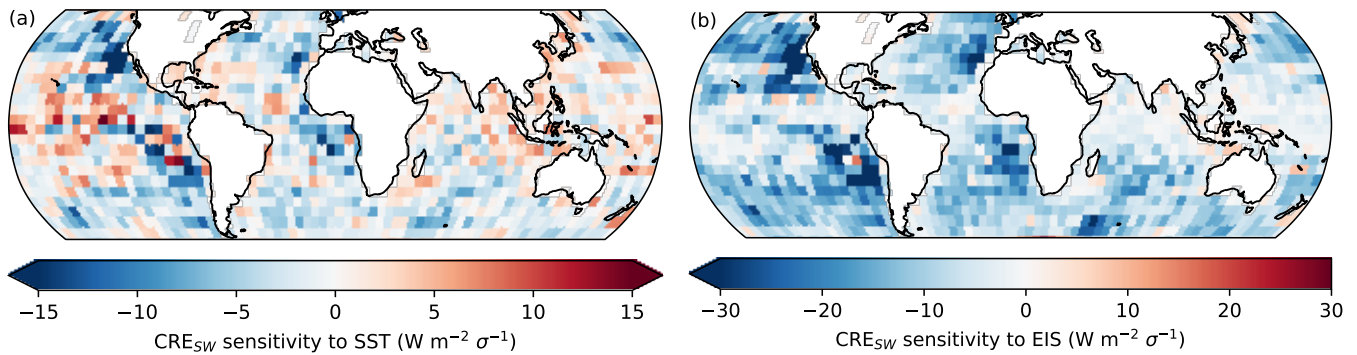 (a)
−15 −10 −5 0 5 10 15
CRE_SW sensitivity to SST (W m⁻² σ⁻¹)
(b)
−30 −20 −10 0 10 20 30
CRE_SW sensitivity to EIS (W m⁻² σ⁻¹)